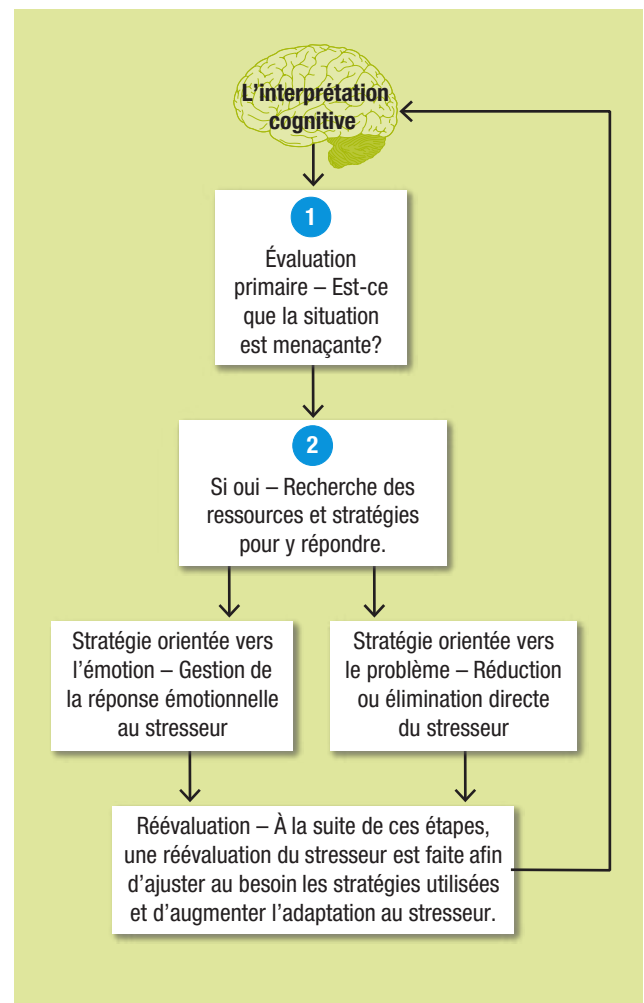 L'interprétation
cognitive
1
Évaluation
primaire – Est-ce
que la situation
est menaçante?
2
Si oui – Recherche des
ressources et stratégies
pour y répondre.
Stratégie orientée vers
l'émotion – Gestion de
la réponse émotionnelle
au stresseur
Stratégie orientée vers
le problème – Réduction
ou élimination directe
du stresseur
Réévaluation – À la suite de ces étapes,
une réévaluation du stresseur est faite afin
d'ajuster au besoin les stratégies utilisées
et d'augmenter l'adaptation au stresseur.